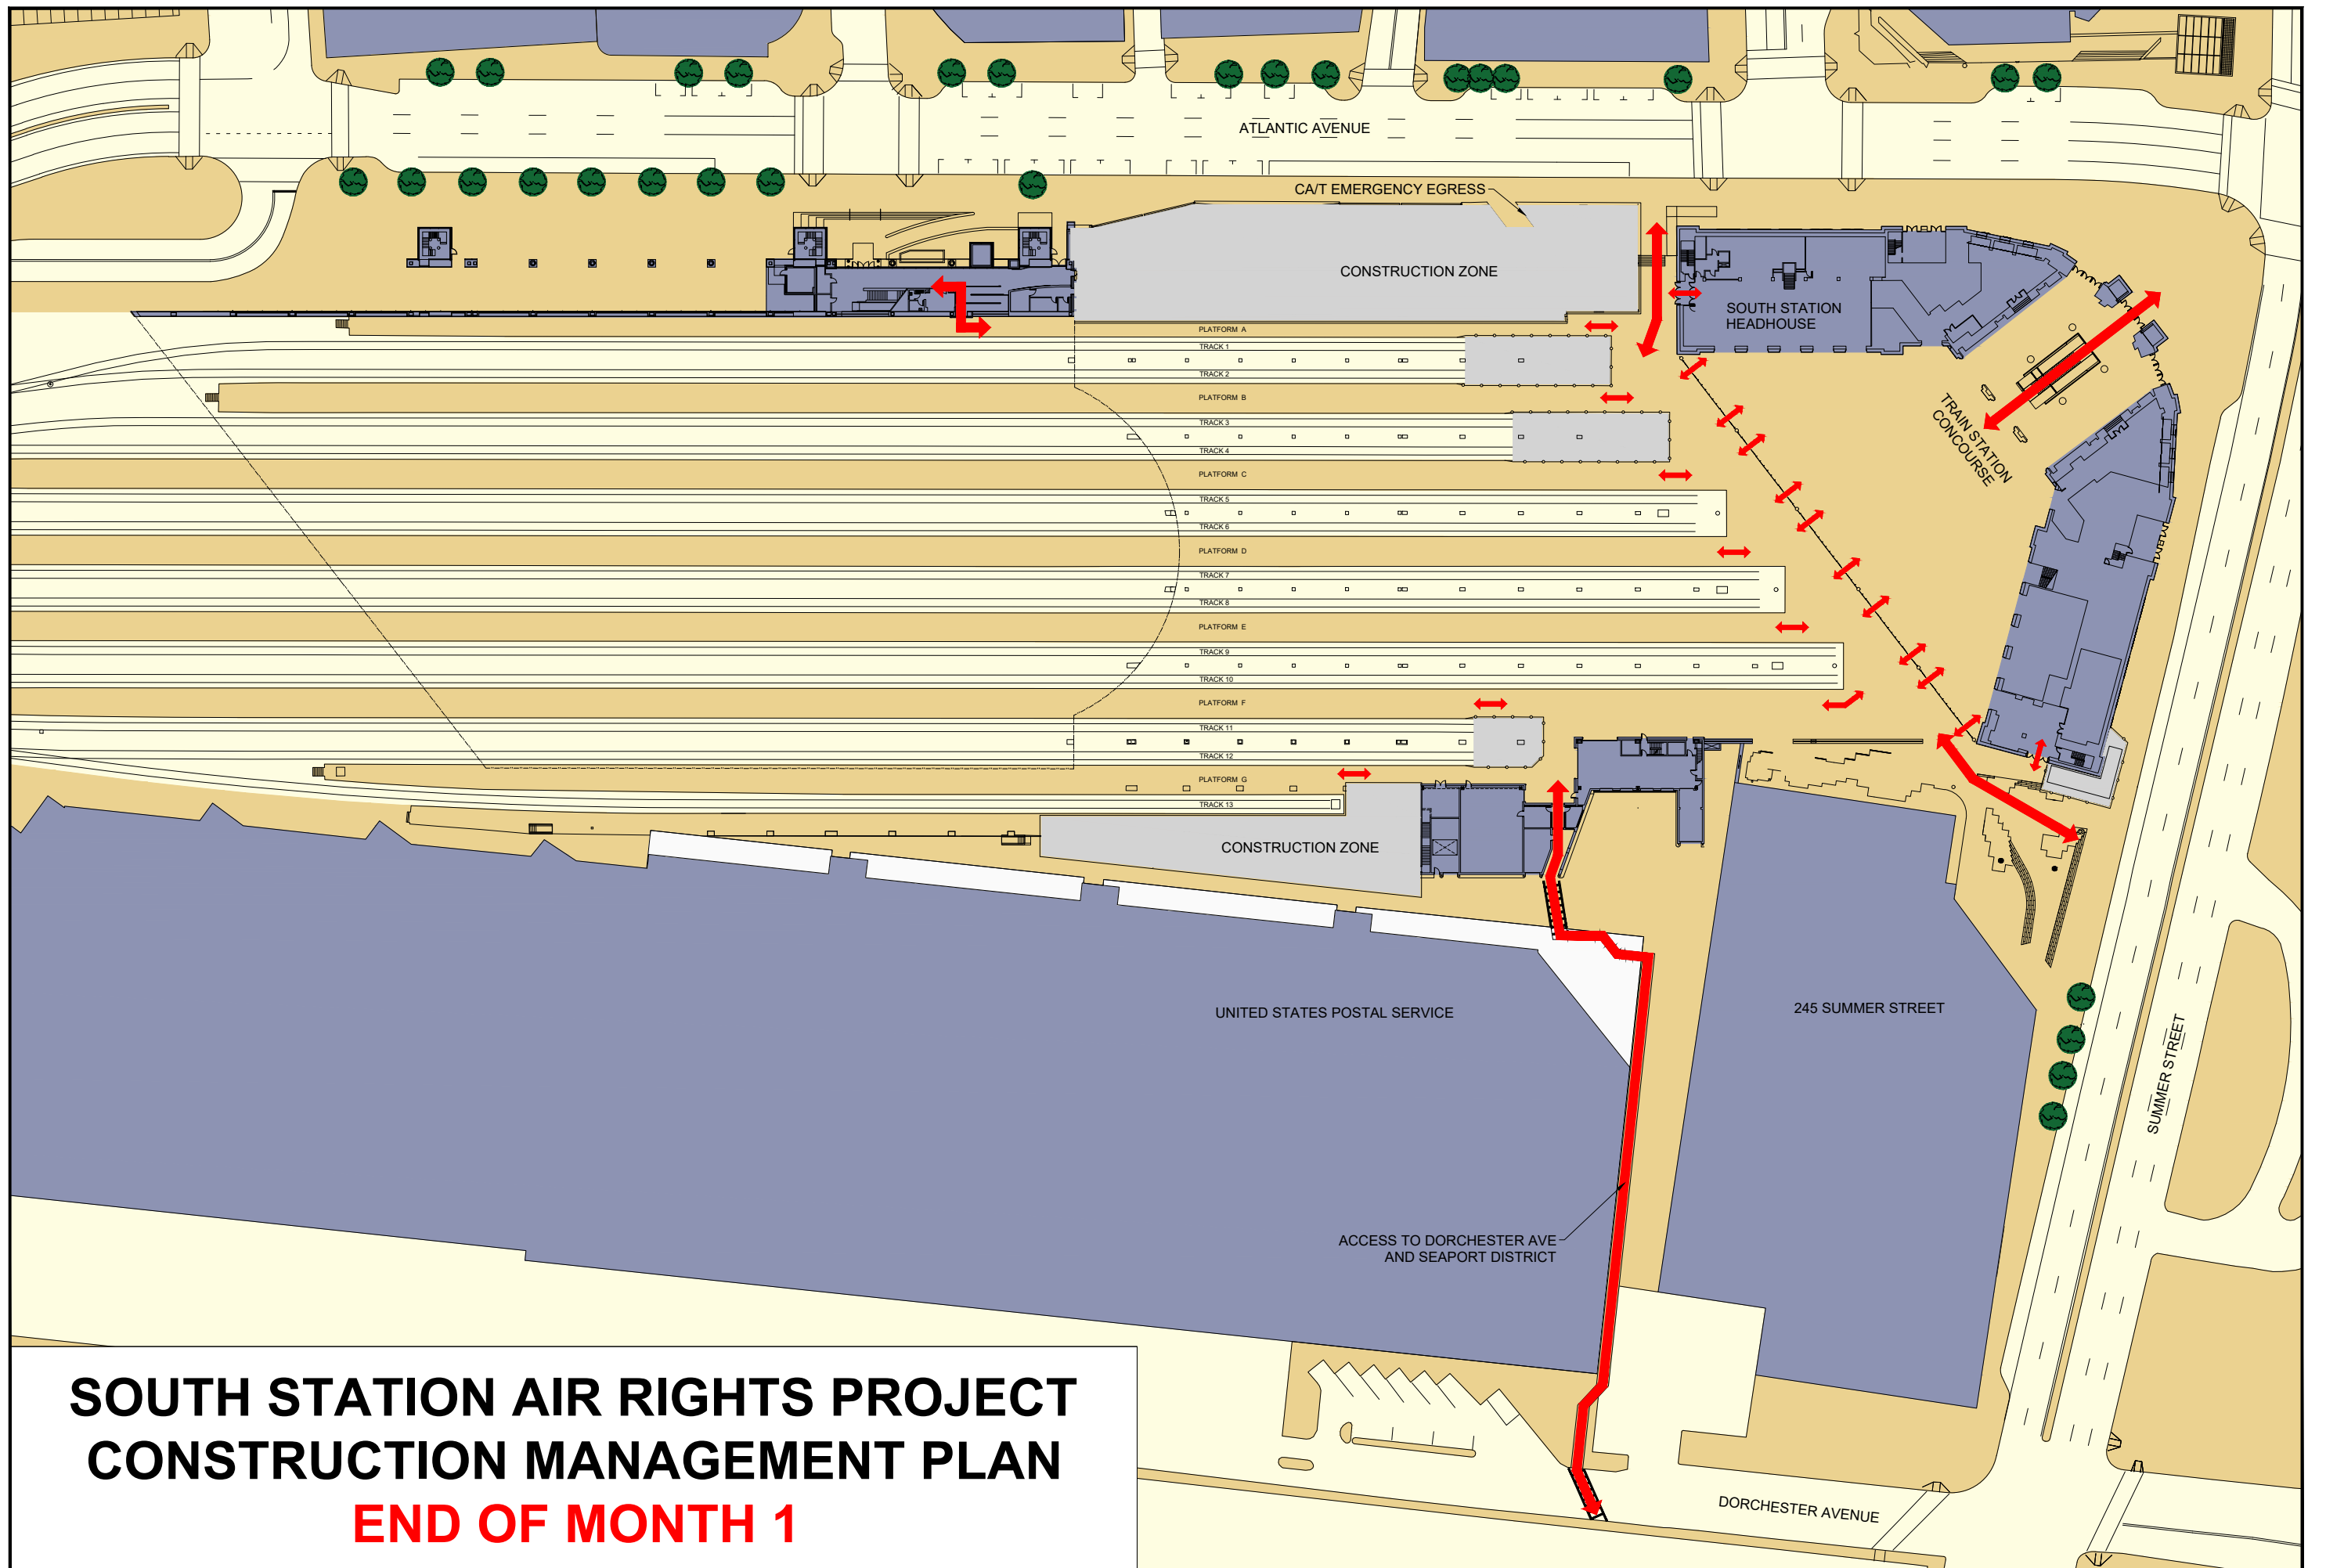 ATLANTIC AVENUE
CA/T EMERGENCY EGRESS
CONSTRUCTION ZONE
SOUTH STATION
HEADHOUSE
PLATFORM A
TRACK 1
TRACK 2
PLATFORM B
TRACK 3
TRACK 4
PLATFORM C
TRACK 5
TRACK 6
PLATFORM D
TRACK 7
TRACK 8
PLATFORM E
TRACK 9
TRACK 10
PLATFORM F
TRACK 11
TRACK 12
PLATFORM G
TRACK 13
TRAIN STATION
CONCOURSE
CONSTRUCTION ZONE
UNITED STATES POSTAL SERVICE
245 SUMMER STREET
SUMMER STREET
ACCESS TO DORCHESTER AVE
AND SEAPORT DISTRICT
DORCHESTER AVENUE
SOUTH STATION AIR RIGHTS PROJECT
CONSTRUCTION MANAGEMENT PLAN
END OF MONTH 1